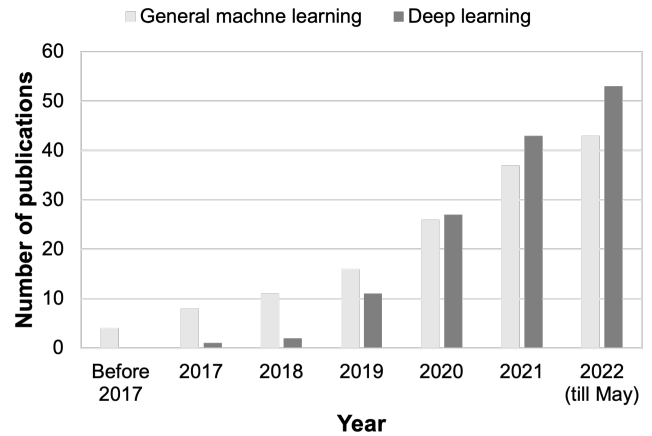 General machne learning
Deep learning
Number of publications
60
50
40
30
20
10
0
Before 2017
2017
2018
2019
2020
2021
2022 (till May)
Year